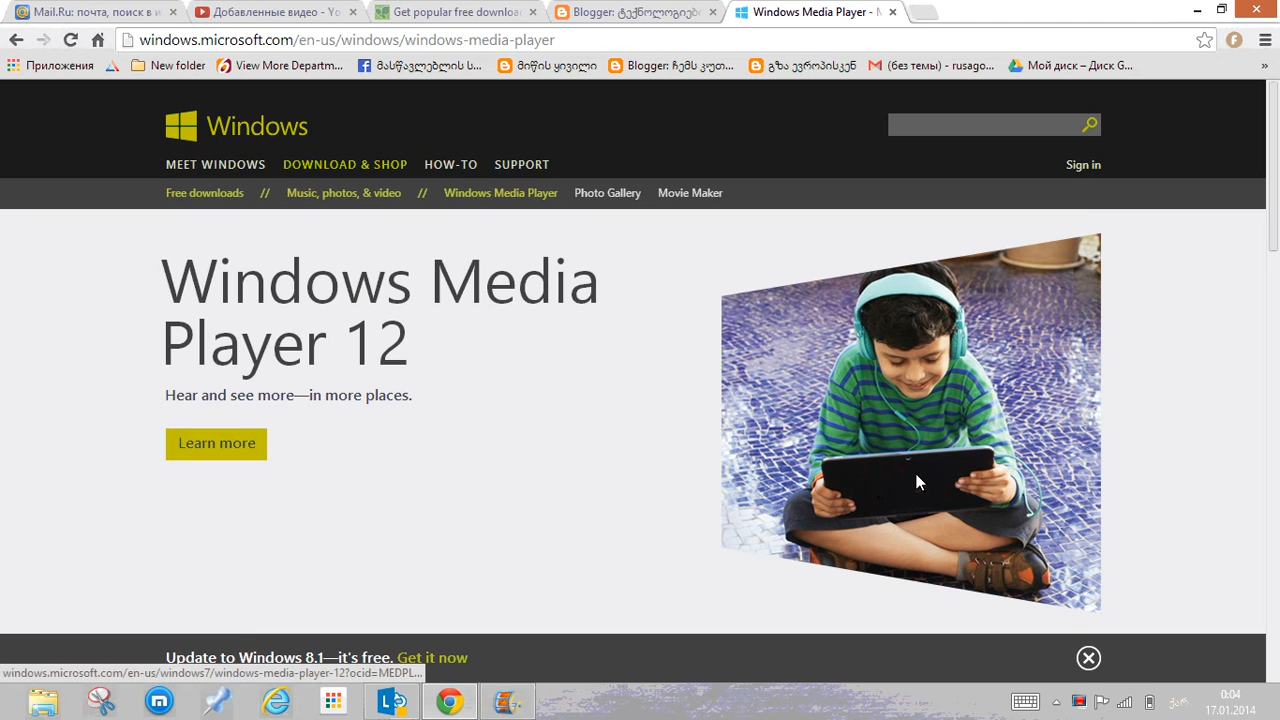 Mail.Ru: почта, поиск в и
Добавленные видео - Yo
Get popular free downloa
Blogger: ტექნოლოგიებ
Windows Media Player - M
windows.microsoft.com/en-us/windows/windows-media-player
Приложения
New folder
View More Departm...
მასწავლებლის ს...
მიწის ყივილი
Blogger: ჩემს კუთ...
გზა ევროპისკენ
(без темы) - rusago...
Мой диск – Диск G...
»
Windows
MEET WINDOWS DOWNLOAD & SHOP HOW-TO SUPPORT
Sign in
Free downloads // Music, photos, & video // Windows Media Player Photo Gallery Movie Maker
Windows Media
Player 12
Hear and see more—in more places.
Learn more
Update to Windows 8.1—it's free. Get it now
windows.microsoft.com/en-us/windows7/windows-media-player-12?ocid=MEDPL...
ქარ
0:04
17.01.2014